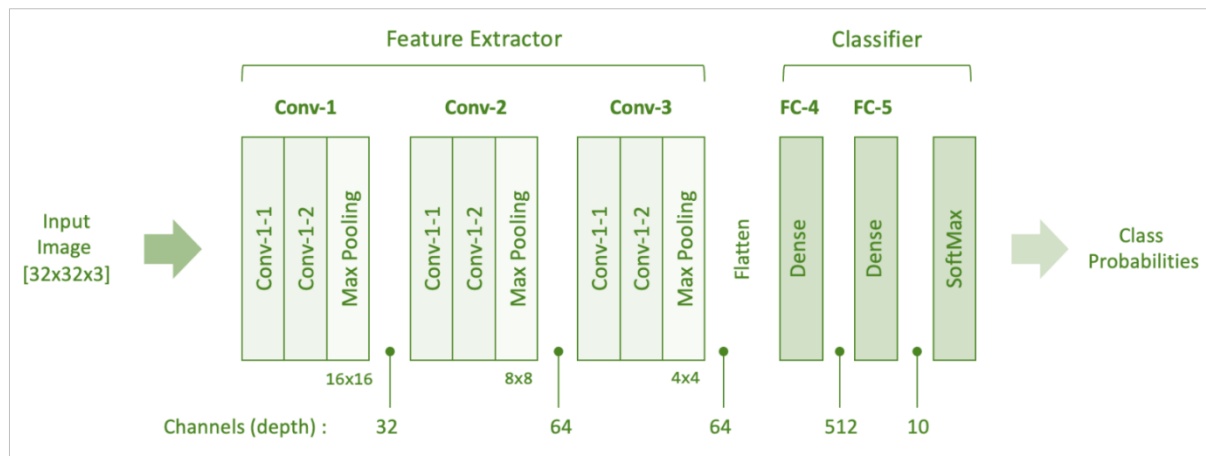 Feature Extractor
Classifier
Conv-1
Conv-2
Conv-3
FC-4
FC-5
Input
Image
[32x32x3]
Conv-1-1
Conv-1-2
Max Pooling
Conv-1-1
Conv-1-2
Max Pooling
Conv-1-1
Conv-1-2
Max Pooling
Flatten
Dense
Dense
SoftMax
Class
Probabilities
16x16
8x8
4x4
Channels (depth) : 32 64 64 512 10